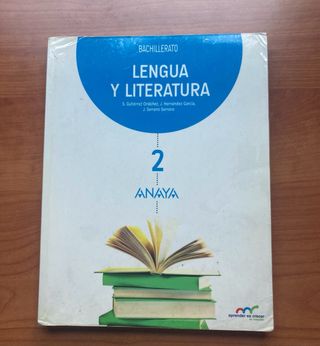 BACHILLERATO
LENGUA
Y LITERATURA
S. Gutiérrez Ordóñez, J. Hernández García,
J. Serrano Serrano
2
ANAYA
aprender es crecer